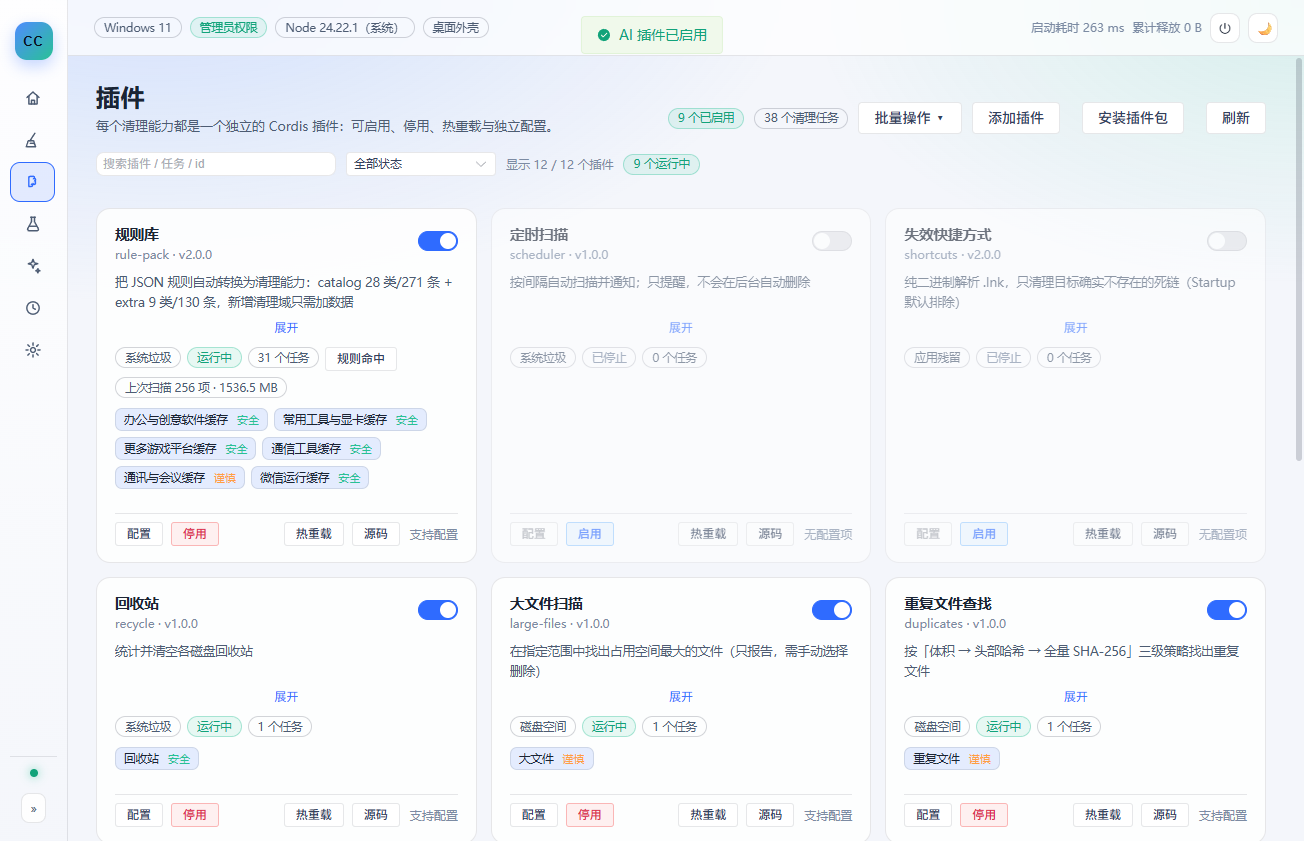 CC
Windows 11
管理员权限
Node 24.22.1（系统）
桌面外壳
AI 插件已启用
启动耗时 263 ms
累计释放 0 B
插件
每个清理能力都是一个独立的 Cordis 插件：可启用、停用、热重载与独立配置。
9 个已启用
38 个清理任务
批量操作 ▾
添加插件
安装插件包
刷新
搜索插件 / 任务 / id
全部状态
显示 12 / 12 个插件
9 个运行中
规则库
rule-pack · v2.0.0
把 JSON 规则自动转换为清理能力：catalog 28 类/271 条 +
extra 9 类/130 条，新增清理域只需加数据
展开
系统垃圾 运行中 31 个任务 规则命中
上次扫描 256 项 · 1536.5 MB
办公与创意软件缓存 安全 常用工具与显卡缓存 安全
更多游戏平台缓存 安全 通信工具缓存 安全
通讯与会议缓存 谨慎 微信运行缓存 安全
配置 停用 热重载 源码 支持配置
定时扫描
scheduler · v1.0.0
按间隔自动扫描并通知；只提醒，不会在后台自动删除
展开
系统垃圾 已停止 0 个任务
配置 启用 热重载 源码 无配置项
失效快捷方式
shortcuts · v2.0.0
纯二进制解析 .lnk，只清理目标确实不存在的死链（Startup
默认排除）
展开
应用残留 已停止 0 个任务
配置 启用 热重载 源码 无配置项
回收站
recycle · v1.0.0
统计并清空各磁盘回收站
展开
系统垃圾 运行中 1 个任务
回收站 安全
配置 停用 热重载 源码 支持配置
大文件扫描
large-files · v1.0.0
在指定范围中找出占用空间最大的文件（只报告，需手动选择
删除）
展开
磁盘空间 运行中 1 个任务
大文件 谨慎
配置 停用 热重载 源码 支持配置
重复文件查找
duplicates · v1.0.0
按「体积 → 头部哈希 → 全量 SHA-256」三级策略找出重复
文件
展开
磁盘空间 运行中 1 个任务
重复文件 谨慎
配置 停用 热重载 源码 支持配置
»